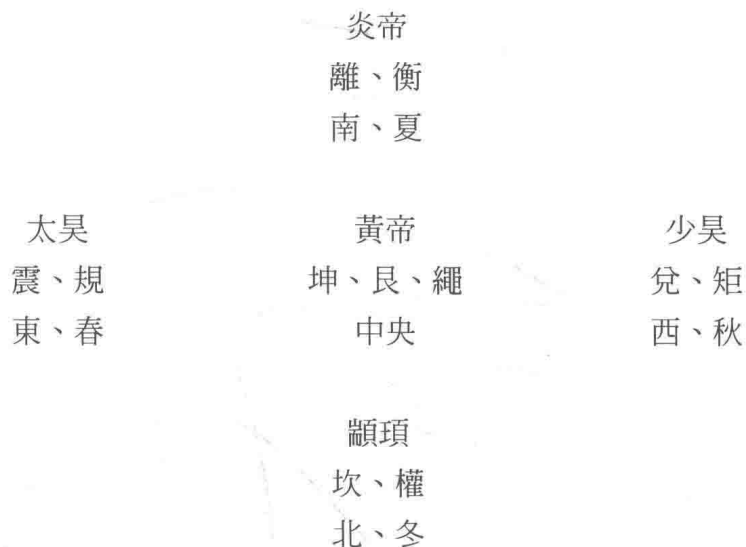 炎帝
離、衡
南、夏
太昊 黃帝 少昊
震、規 坤、艮、繩 兌、矩
東、春 中央 西、秋
顓頊
坎、權
北、冬